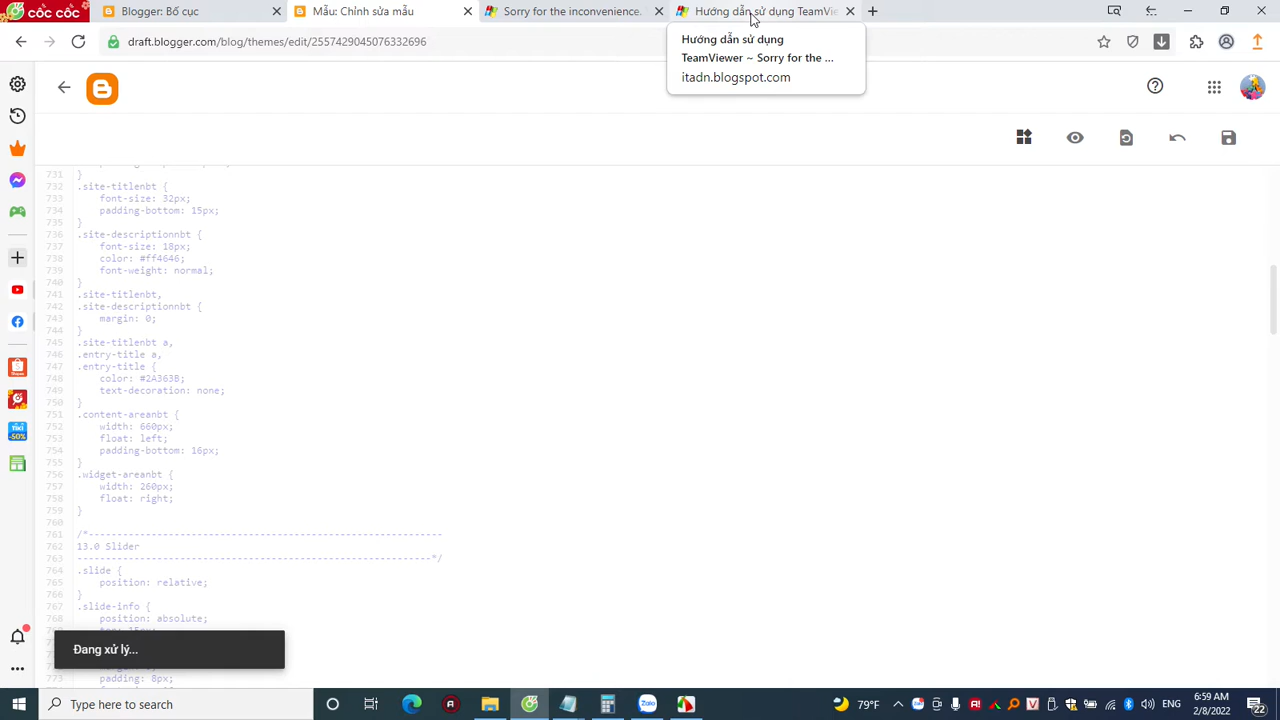 cốc cốc
Blogger: Bố cục
Mẫu: Chỉnh sửa mẫu
Sorry for the inconvenience.
Hướng dẫn sử dụng TeamVie
draft.blogger.com/blog/themes/edit/2557429045076332696
Hướng dẫn sử dụng
TeamViewer ~ Sorry for the ...
itadn.blogspot.com
731 }
732 .site-titlenbt {
733 font-size: 32px;
734 padding-bottom: 15px;
735 }
736 .site-descriptionnbt {
737 font-size: 18px;
738 color: #ff4646;
739 font-weight: normal;
740 }
741 .site-titlenbt,
742 .site-descriptionnbt {
743 margin: 0;
744 }
745 .site-titlenbt a,
746 .entry-title a,
747 .entry-title {
748 color: #2A363B;
749 text-decoration: none;
750 }
751 .content-areanbt {
752 width: 660px;
753 float: left;
754 padding-bottom: 16px;
755 }
756 .widget-areanbt {
757 width: 260px;
758 float: right;
759 }
760
761 /*-----------------------------------------------------------
762 13.0 Slider
763 -----------------------------------------------------------*/
764 .slide {
765 position: relative;
766 }
767 .slide-info {
768 position: absolute;
Đang xử lý...
773 padding: 8px;
Type here to search
79°F
6:59 AM
2/8/2022
22